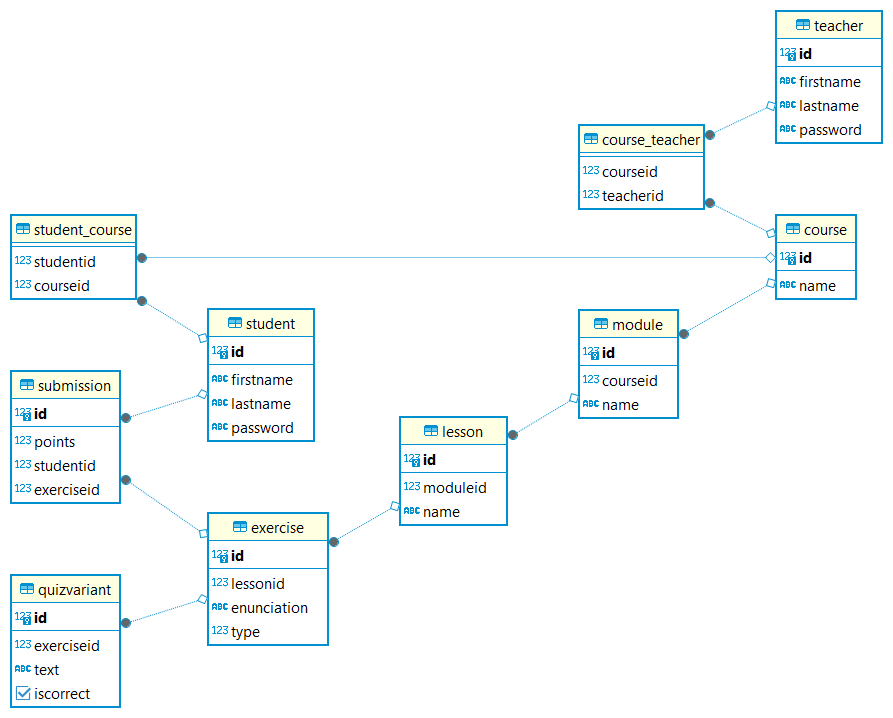 teacher
123 id
ABC firstname
ABC lastname
ABC password
course_teacher
123 courseid
123 teacherid
student_course
123 studentid
123 courseid
course
123 id
ABC name
student
123 id
ABC firstname
ABC lastname
ABC password
module
123 id
123 courseid
ABC name
submission
123 id
123 points
123 studentid
123 exerciseid
lesson
123 id
123 moduleid
ABC name
exercise
123 id
123 lessonid
ABC enunciation
123 type
quizvariant
123 id
123 exerciseid
ABC text
iscorrect